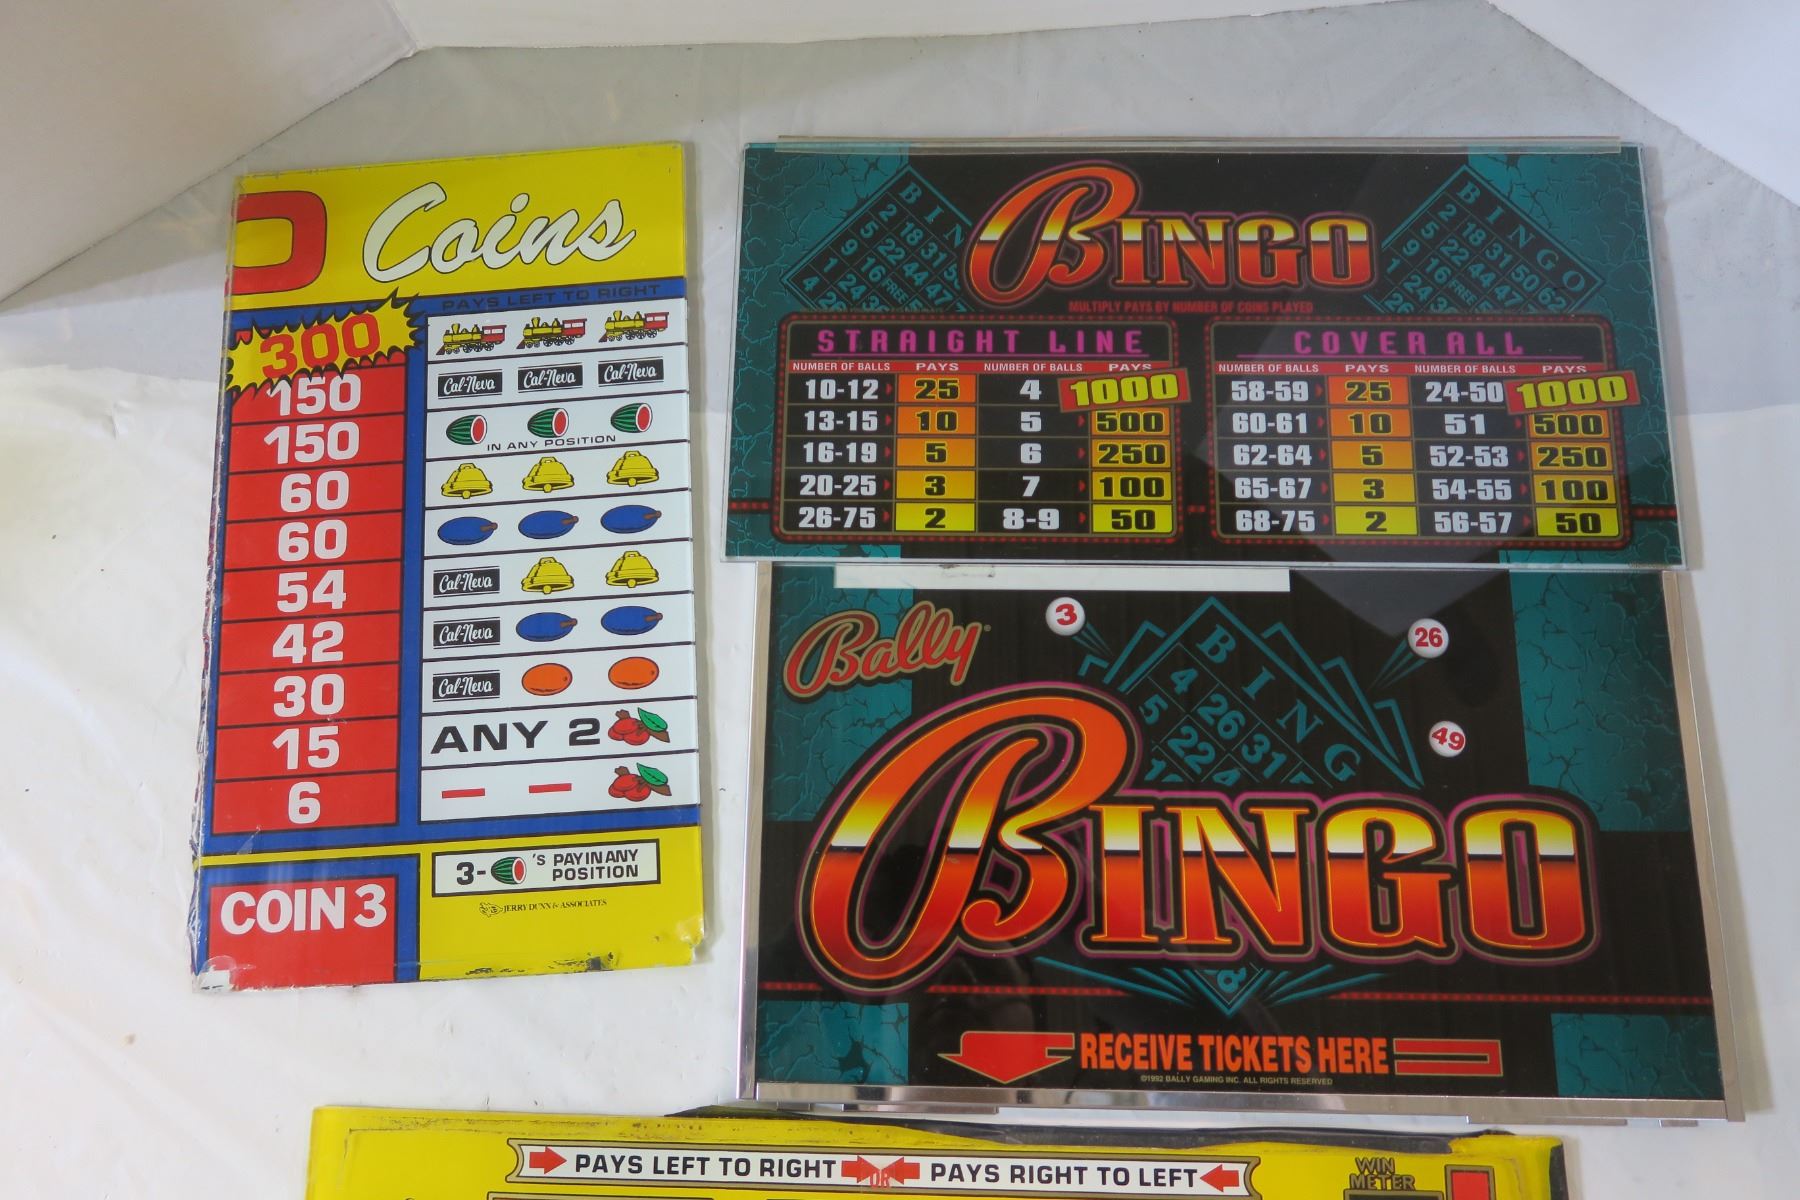 Coins
PAYS LEFT TO RIGHT
300
150
Cal-Neva Cal-Neva Cal-Neva
150
IN ANY POSITION
60
60
54
Cal-Neva
42
Cal-Neva
30
Cal-Neva
15
ANY 2
6
COIN 3
3- 'S PAY IN ANY
POSITION
JERRY DUNN & ASSOCIATES
BINGO
MULTIPLY PAYS BY NUMBER OF COINS PLAYED
STRAIGHT LINE
NUMBER OF BALLS PAYS NUMBER OF BALLS PAYS
10-12 25 4 1000
13-15 10 5 500
16-19 5 6 250
20-25 3 7 100
26-75 2 8-9 50
COVER ALL
NUMBER OF BALLS PAYS NUMBER OF BALLS PAYS
58-59 25 24-50 1000
60-61 10 51 500
62-64 5 52-53 250
65-67 3 54-55 100
68-75 2 56-57 50
Bally
3
26
49
BING
4 26 31
5 22
BINGO
RECEIVE TICKETS HERE
©1992 BALLY GAMING INC. ALL RIGHTS RESERVED
PAYS LEFT TO RIGHT OR PAYS RIGHT TO LEFT
WIN
METER